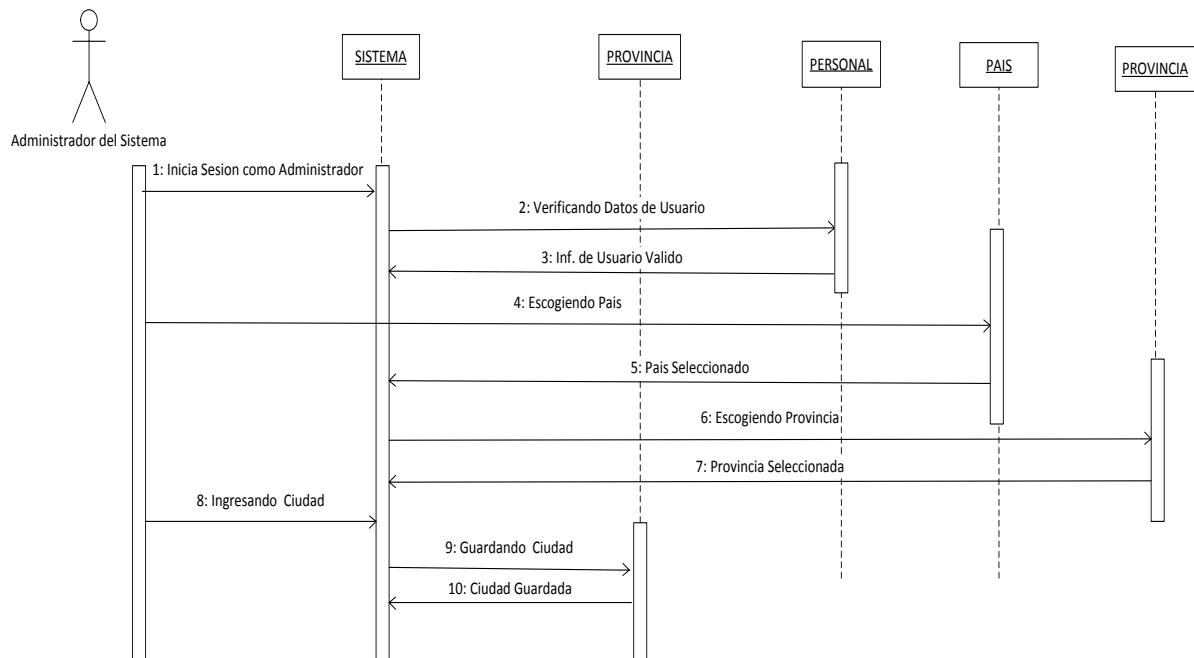 SISTEMA
PROVINCIA
PERSONAL
PAIS
PROVINCIA
Administrador del Sistema
1: Inicia Sesion como Administrador
2: Verificando Datos de Usuario
3: Inf. de Usuario Valido
4: Escogiendo Pais
5: Pais Seleccionado
6: Escogiendo Provincia
7: Provincia Seleccionada
8: Ingresando Ciudad
9: Guardando Ciudad
10: Ciudad Guardada